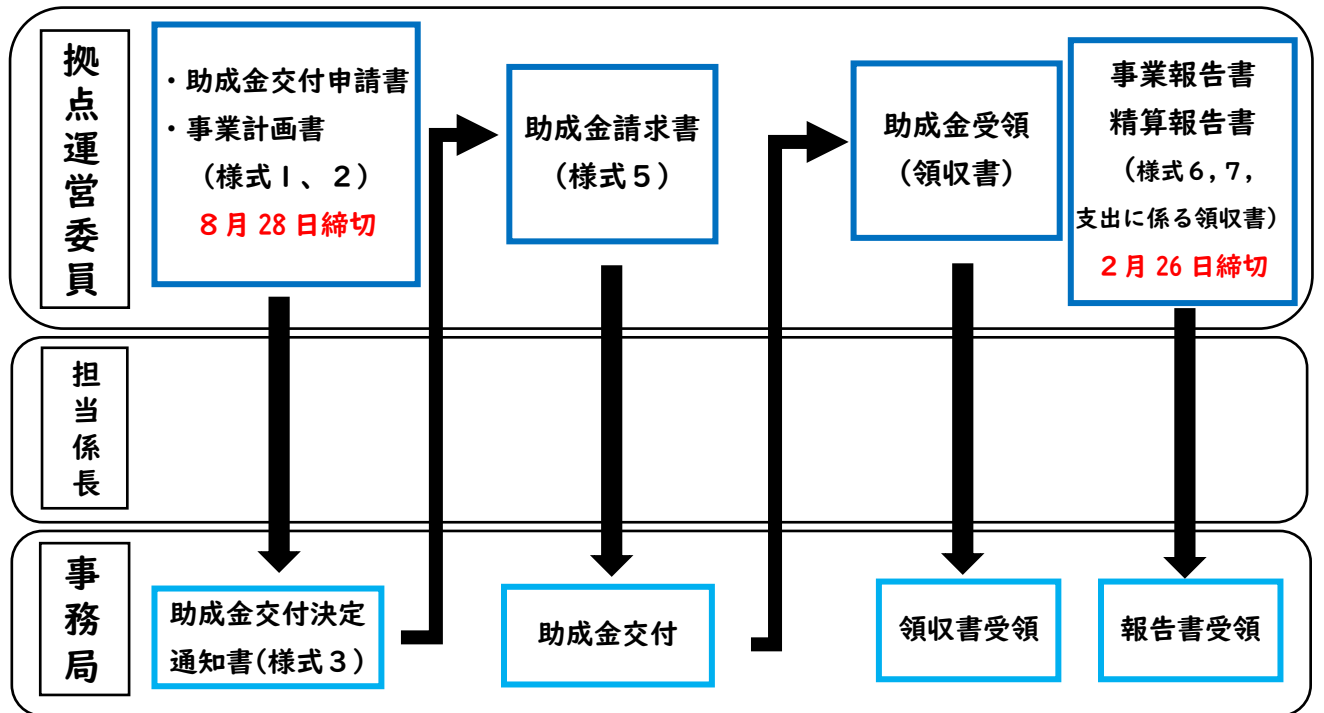 拠点運営委員
・助成金交付申請書
・事業計画書
(様式１、２)
８月 28 日締切
助成金請求書
(様式５)
助成金受領
(領収書)
事業報告書
精算報告書
(様式６, ７,
支出に係る領収書)
２月 26 日締切
担当係長
事務局
助成金交付決定
通知書(様式３)
助成金交付
領収書受領
報告書受領